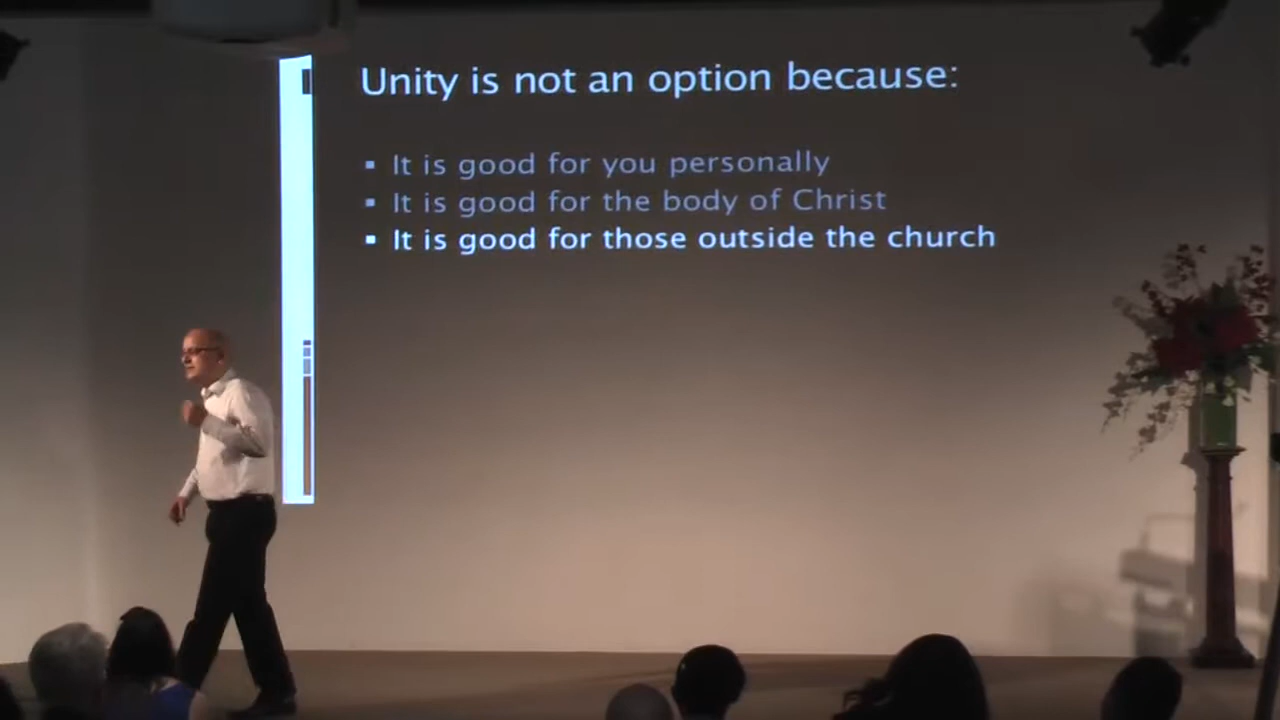 Unity is not an option because:
▪ It is good for you personally
▪ It is good for the body of Christ
▪ It is good for those outside the church